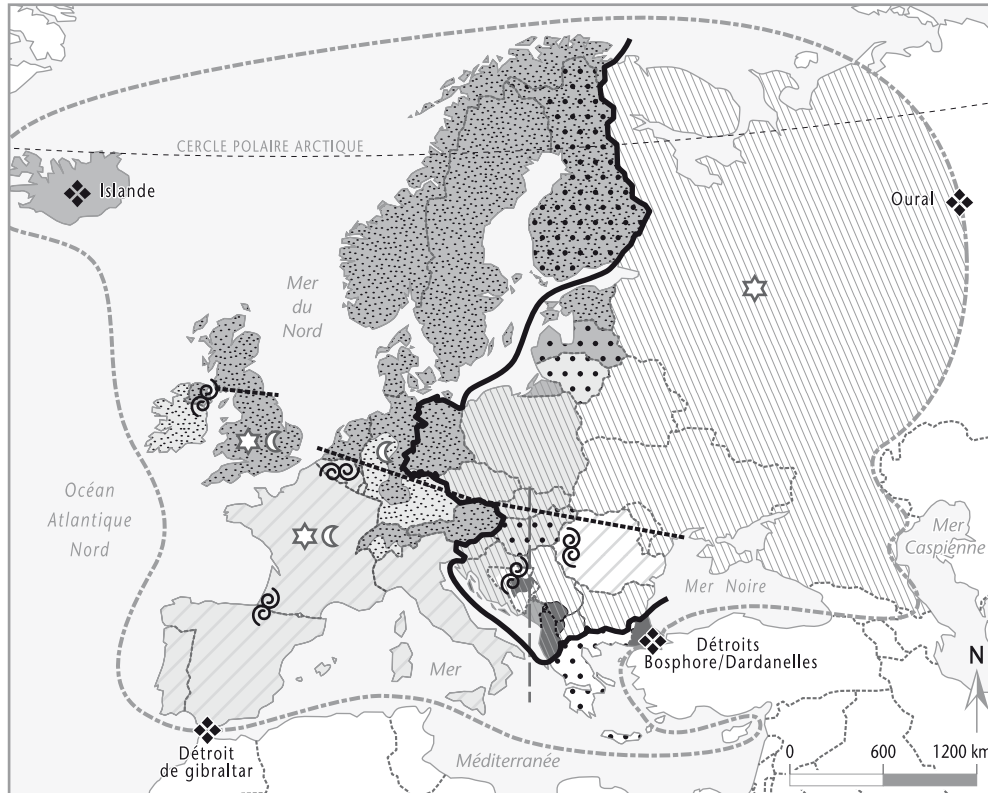 CERCLE POLAIRE ARCTIQUE
Islande
Oural
Mer
du
Nord
Océan
Atlantique
Nord
Mer
Caspienne
Mer Noire
Détroits
Bosphore/Dardanelles
Mer
N
Détroit
de gibraltar
Méditerranée
0 600 1200 km